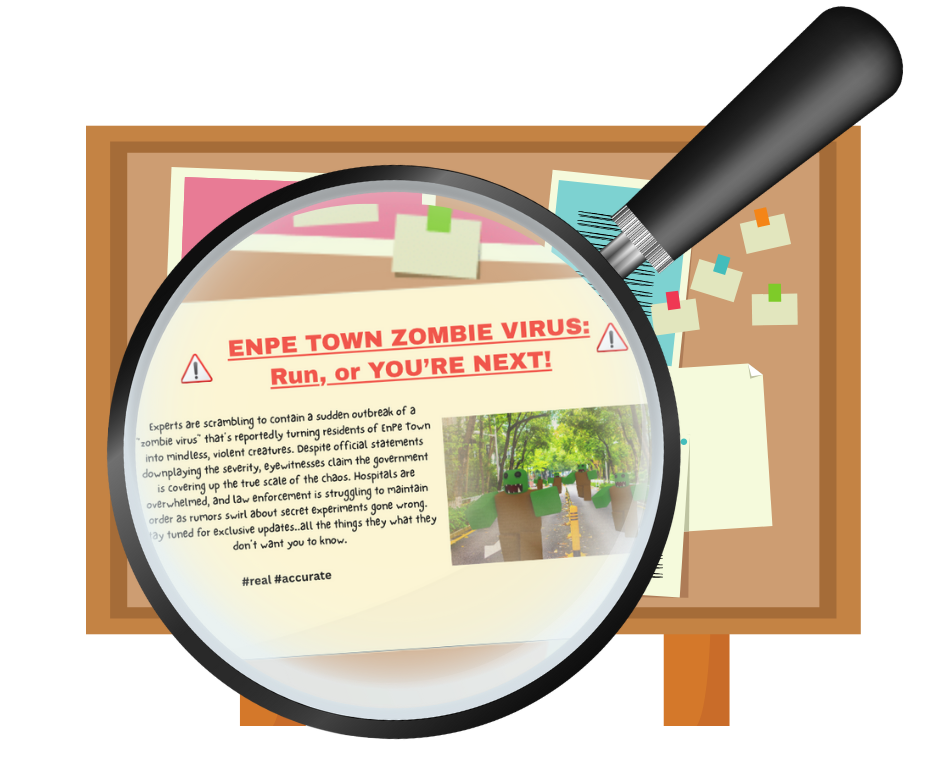 ENPE TOWN ZOMBIE VIRUS:
Run, or YOU'RE NEXT!
Experts are scrambling to contain a sudden outbreak of a
"zombie virus" that's reportedly turning residents of EnPe Town
into mindless, violent creatures. Despite official statements
downplaying the severity, eyewitnesses claim the government
is covering up the true scale of the chaos. Hospitals are
overwhelmed, and law enforcement is struggling to maintain
order as rumors swirl about secret experiments gone wrong.
tuned for exclusive updates..all the things they what they
don't want you to know.
#real #accurate